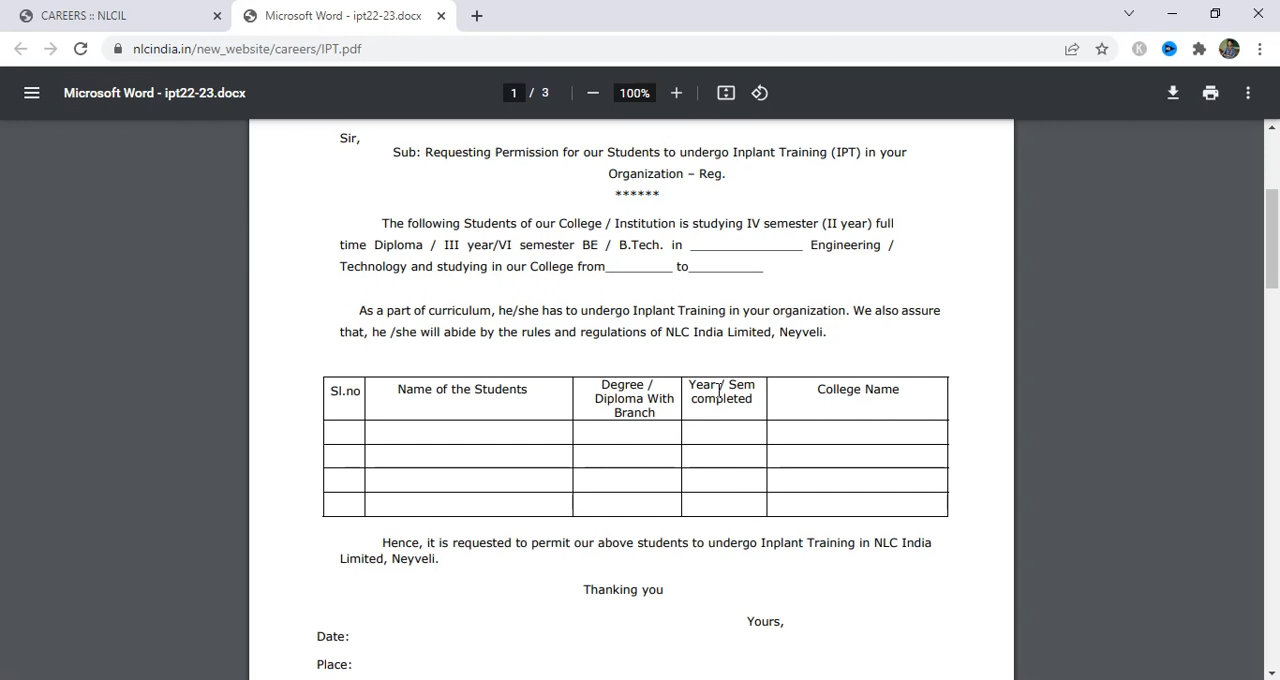 CAREERS :: NLCIL
Microsoft Word - ipt22-23.docx
nlcindia.in/new_website/careers/IPT.pdf
K
Microsoft Word - ipt22-23.docx
1 / 3
100%
Sir,
Sub: Requesting Permission for our Students to undergo Inplant Training (IPT) in your
Organization – Reg.
******
The following Students of our College / Institution is studying IV semester (II year) full
time Diploma / III year/VI semester BE / B.Tech. in _______________ Engineering /
Technology and studying in our College from_________ to__________
As a part of curriculum, he/she has to undergo Inplant Training in your organization. We also assure
that, he /she will abide by the rules and regulations of NLC India Limited, Neyveli.
Sl.no
Name of the Students
Degree /
Diploma With
Branch
Year / Sem
completed
College Name
Hence, it is requested to permit our above students to undergo Inplant Training in NLC India
Limited, Neyveli.
Thanking you
Yours,
Date:
Place: